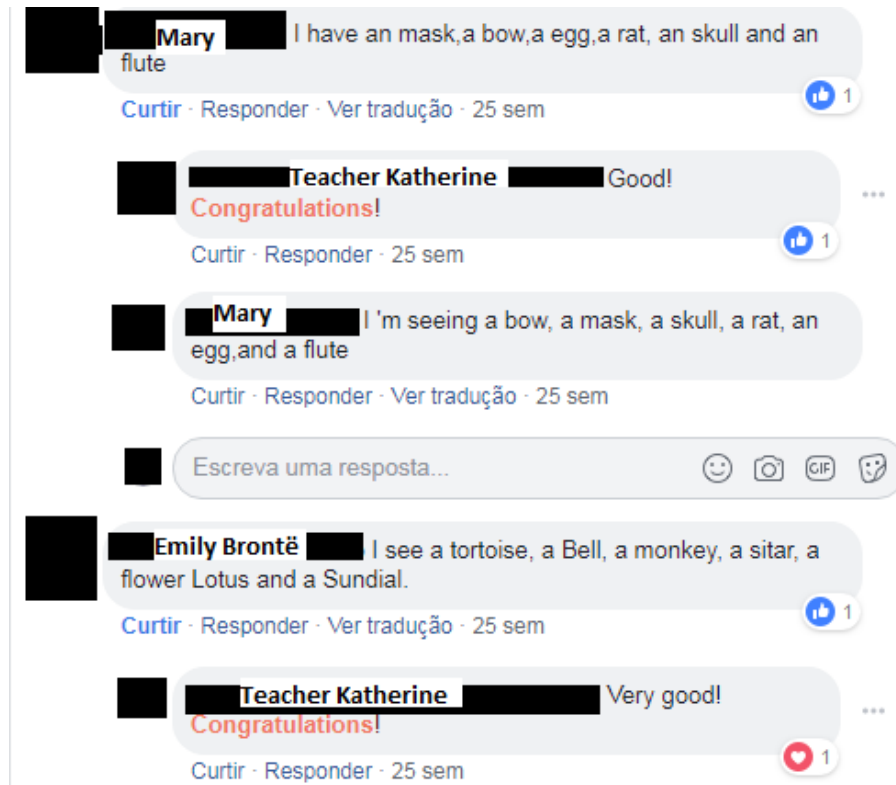 Mary I have an mask,a bow,a egg,a rat, an skull and an
flute
Curtir · Responder · Ver tradução · 25 sem
1
Teacher Katherine Good!
Congratulations!
1
Curtir · Responder · 25 sem
Mary I 'm seeing a bow, a mask, a skull, a rat, an
egg,and a flute
Curtir · Responder · Ver tradução · 25 sem
Escreva uma resposta... GIF
Emily Brontë I see a tortoise, a Bell, a monkey, a sitar, a
flower Lotus and a Sundial.
Curtir · Responder · Ver tradução · 25 sem
1
Teacher Katherine Very good!
Congratulations!
1
Curtir · Responder · 25 sem